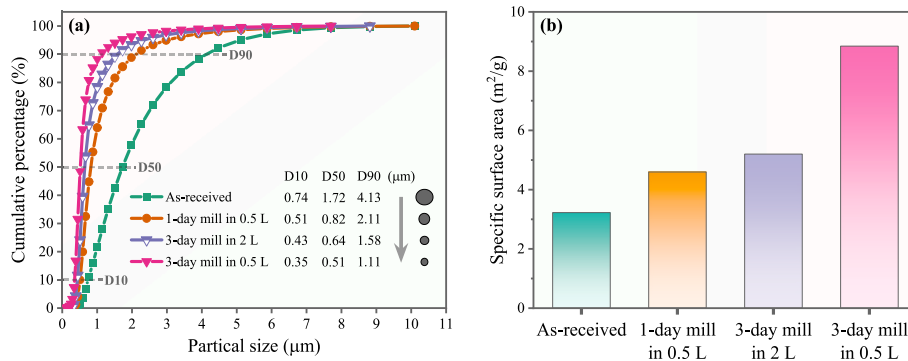 (a)
Cumulative percentage (%)
100
90
80
70
60
50
40
30
20
10
0
D90
D50
D10
D10 D50 D90 (μm)
As-received 0.74 1.72 4.13
1-day mill in 0.5 L 0.51 0.82 2.11
3-day mill in 2 L 0.43 0.64 1.58
3-day mill in 0.5 L 0.35 0.51 1.11
0 1 2 3 4 5 6 7 8 9 10 11
Partical size (μm)
(b)
Specific surface area (m²/g)
10
8
6
4
2
0
As-received 1-day mill 3-day mill 3-day mill
in 0.5 L in 2 L in 0.5 L